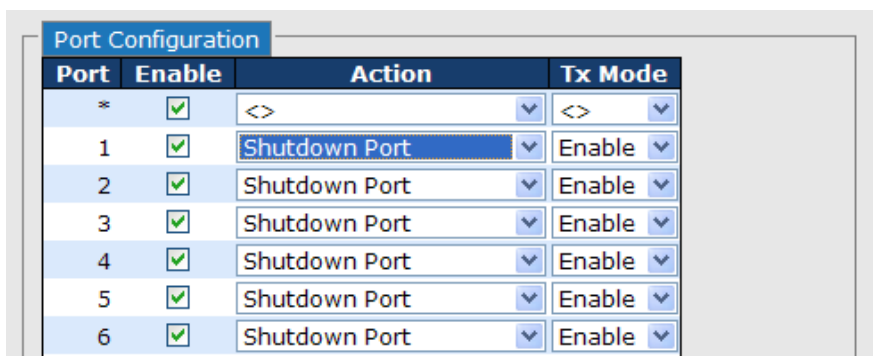 Port Configuration
Port Enable Action Tx Mode
* <> <>
1 Shutdown Port Enable
2 Shutdown Port Enable
3 Shutdown Port Enable
4 Shutdown Port Enable
5 Shutdown Port Enable
6 Shutdown Port Enable